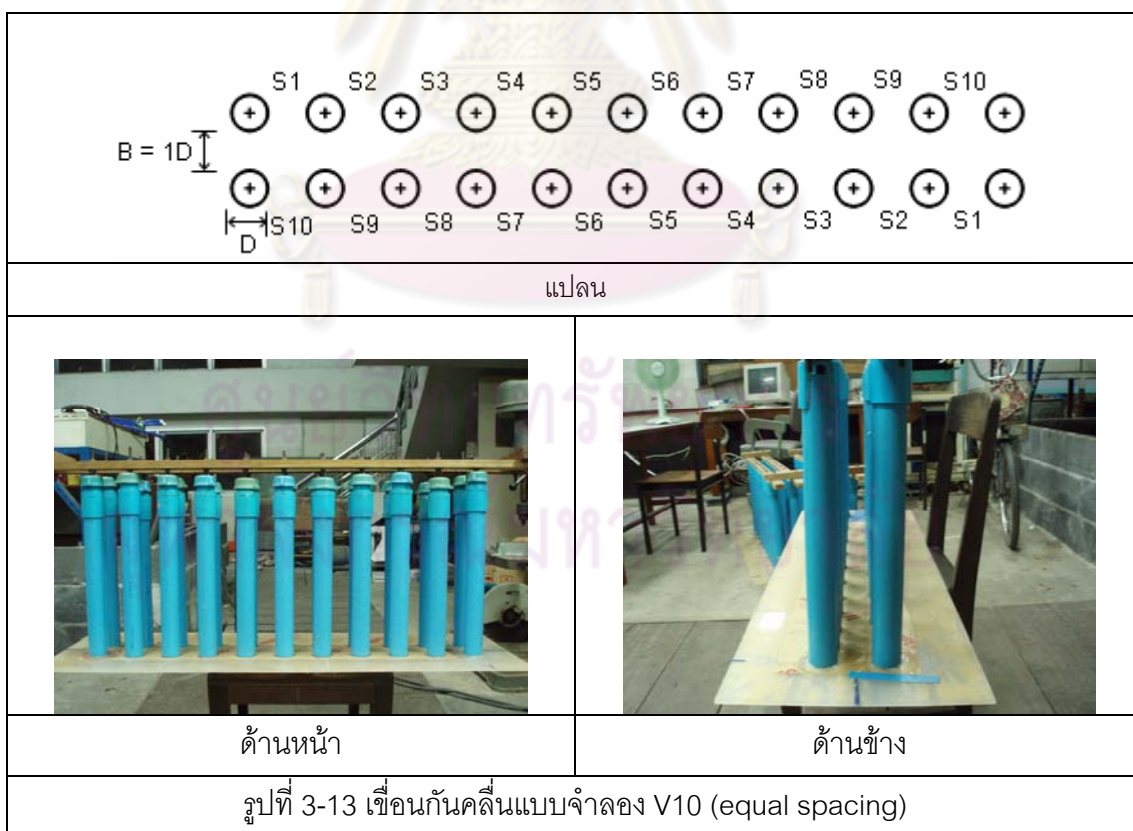 S1 S2 S3 S4 S5 S6 S7 S8 S9 S10
B = 1D
S10 S9 S8 S7 S6 S5 S4 S3 S2 S1
D
แปลน
ด้านหน้า ด้านข้าง
รูปที่ 3-13 เขื่อนกันคลื่นแบบจำลอง V10 (equal spacing)